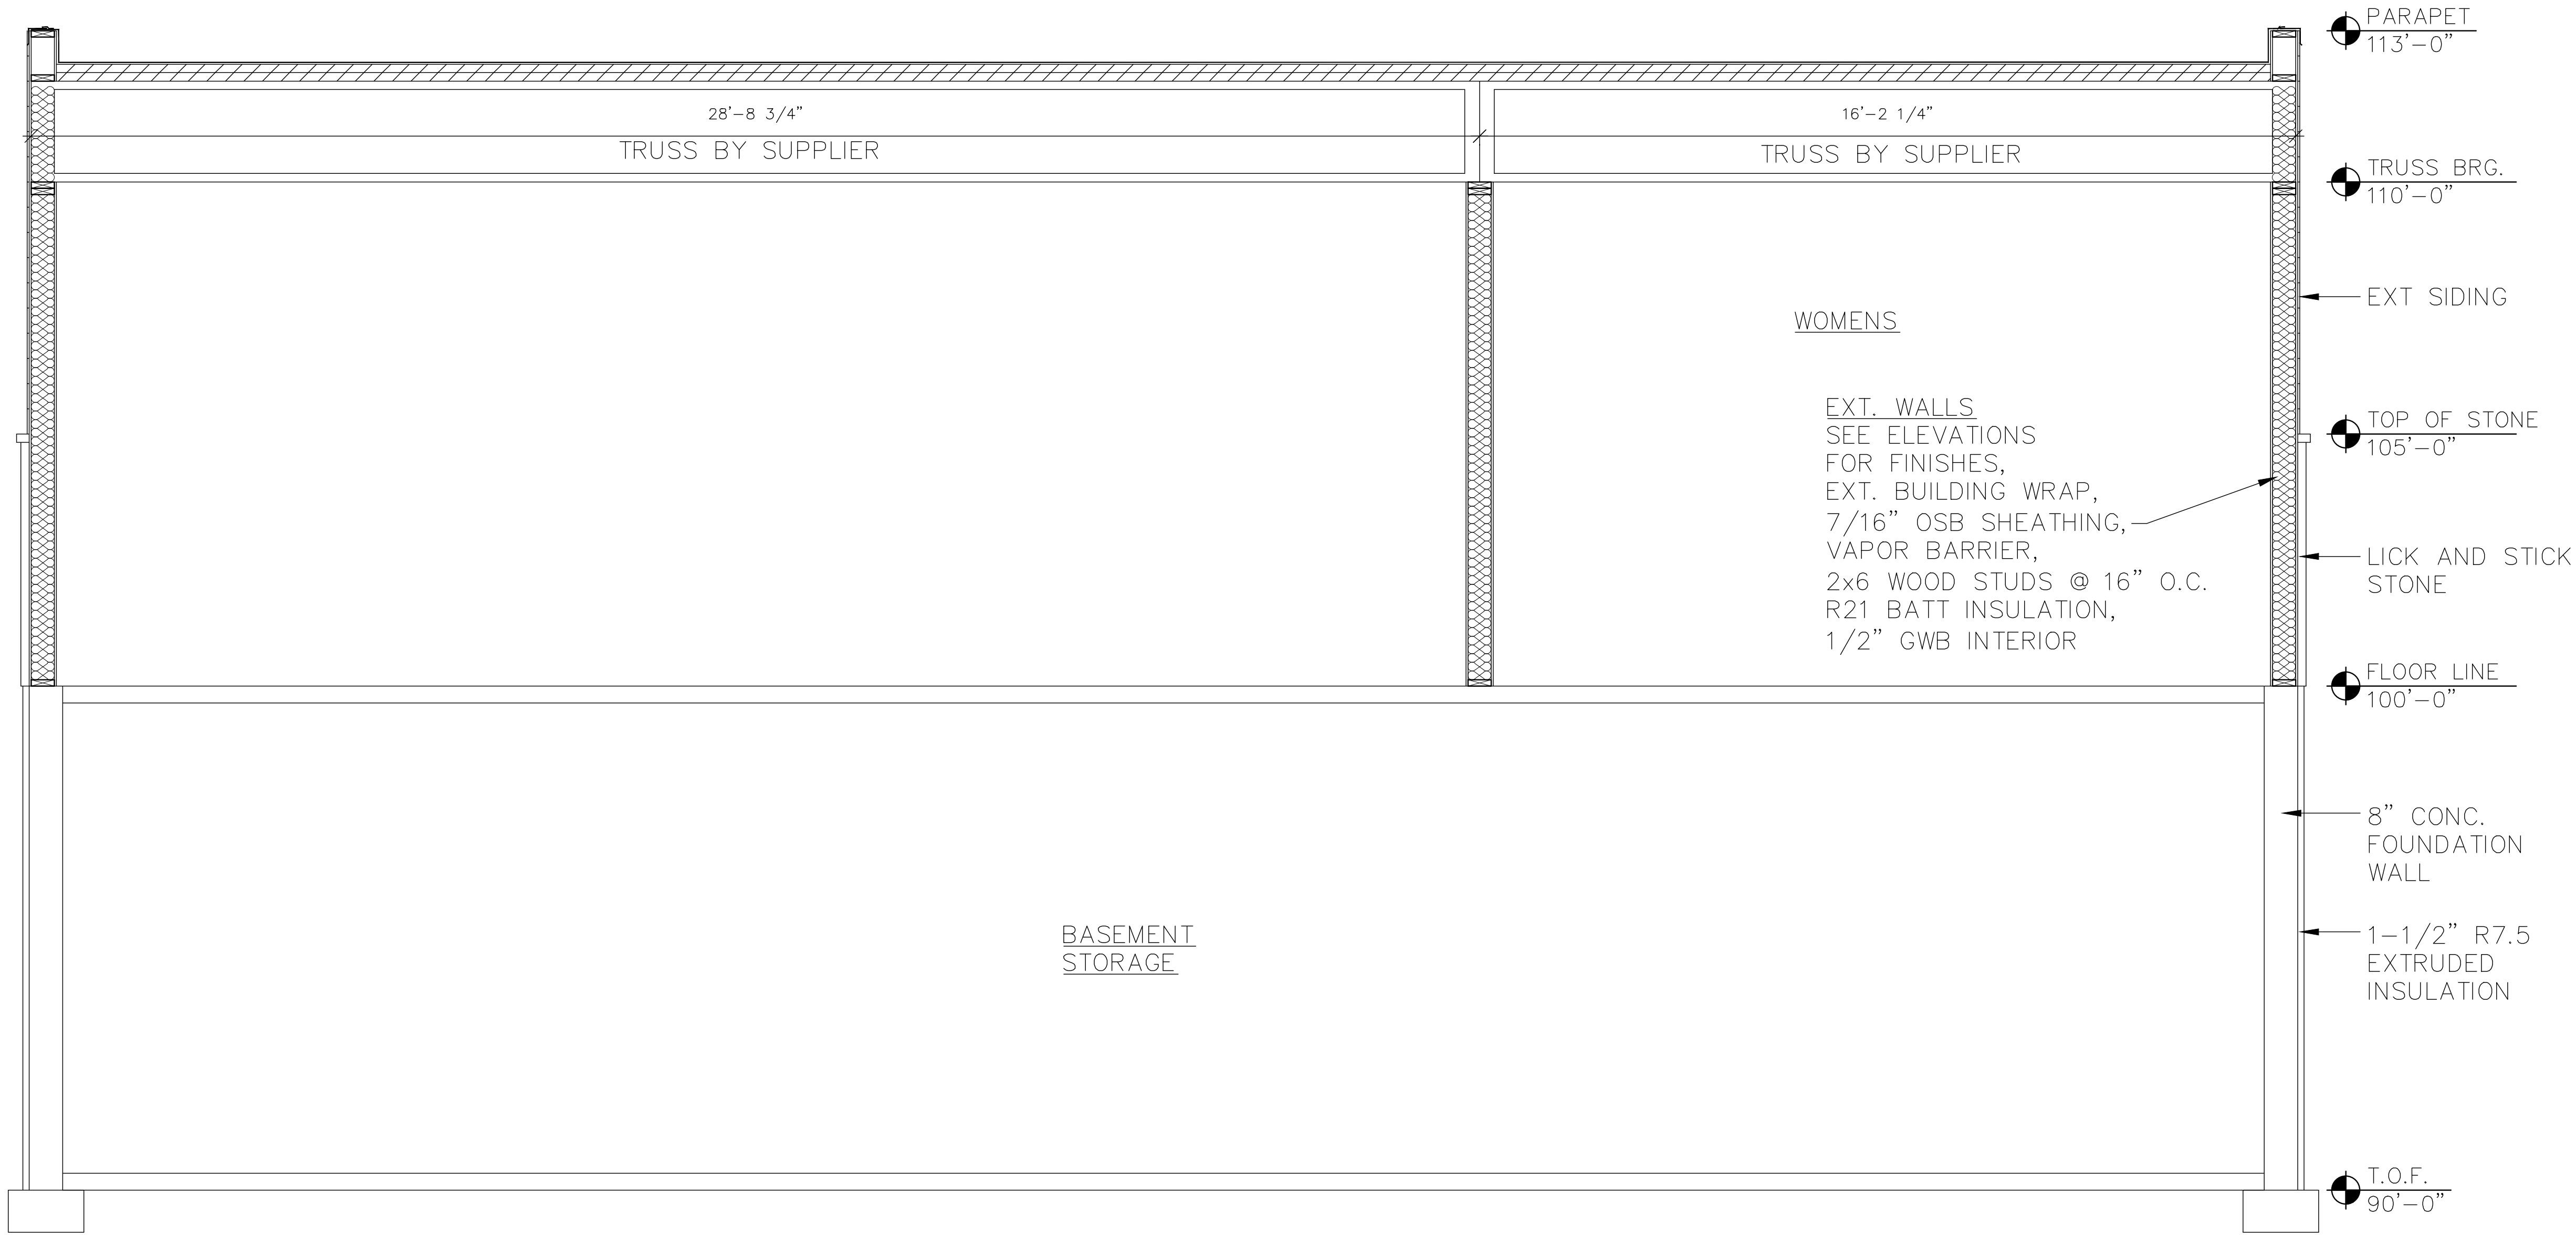 PARAPET
113'-0"
28'-8 3/4"
16'-2 1/4"
TRUSS BY SUPPLIER
TRUSS BY SUPPLIER
TRUSS BRG.
110'-0"
EXT SIDING
WOMENS
EXT. WALLS
SEE ELEVATIONS
FOR FINISHES,
EXT. BUILDING WRAP,
7/16" OSB SHEATHING,
VAPOR BARRIER,
2x6 WOOD STUDS @ 16" O.C.
R21 BATT INSULATION,
1/2" GWB INTERIOR
TOP OF STONE
105'-0"
LICK AND STICK
STONE
FLOOR LINE
100'-0"
8" CONC.
FOUNDATION
WALL
BASEMENT
STORAGE
1-1/2" R7.5
EXTRUDED
INSULATION
T.O.F.
90'-0"